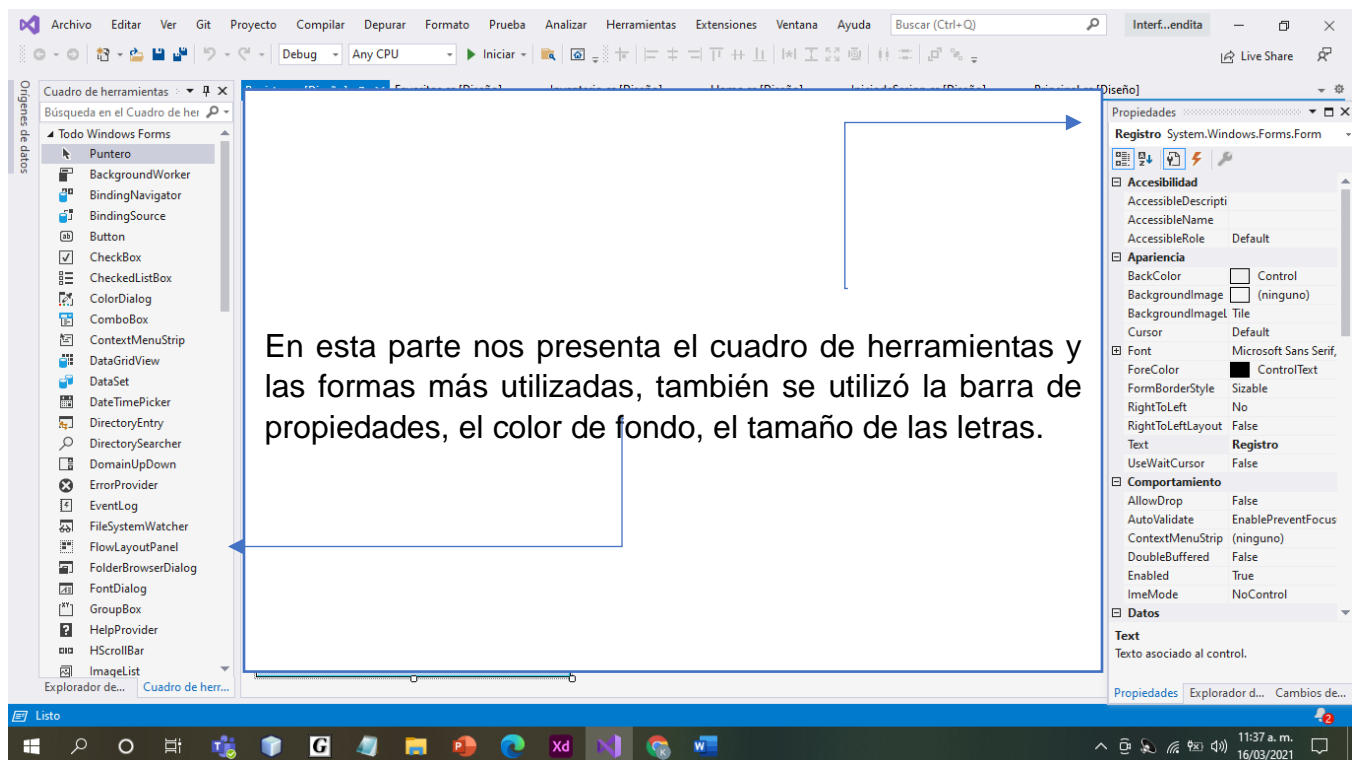 Archivo Editar Ver Git Proyecto Compilar Depurar Formato Prueba Analizar Herramientas Extensiones Ventana Ayuda Buscar (Ctrl+Q) Interf...endita
Debug Any CPU Iniciar Live Share
Orígenes de datos
Cuadro de herramientas
Búsqueda en el Cuadro de her
Todo Windows Forms
Puntero
BackgroundWorker
BindingNavigator
BindingSource
Button
CheckBox
CheckedListBox
ColorDialog
ComboBox
ContextMenuStrip
DataGridView
DataSet
DateTimePicker
DirectoryEntry
DirectorySearcher
DomainUpDown
ErrorProvider
EventLog
FileSystemWatcher
FlowLayoutPanel
FolderBrowserDialog
FontDialog
GroupBox
HelpProvider
HScrollBar
ImageList
Explorador de... Cuadro de herr...
En esta parte nos presenta el cuadro de herramientas y
las formas más utilizadas, también se utilizó la barra de
propiedades, el color de fondo, el tamaño de las letras.
Diseño]
Propiedades
Registro System.Windows.Forms.Form
Accesibilidad
AccessibleDescripti
AccessibleName
AccessibleRole Default
Apariencia
BackColor Control
BackgroundImage (ninguno)
BackgroundImageL Tile
Cursor Default
Font Microsoft Sans Serif,
ForeColor ControlText
FormBorderStyle Sizable
RightToLeft No
RightToLeftLayout False
Text Registro
UseWaitCursor False
Comportamiento
AllowDrop False
AutoValidate EnablePreventFocus
ContextMenuStrip (ninguno)
DoubleBuffered False
Enabled True
ImeMode NoControl
Datos
Text
Texto asociado al control.
Propiedades Explorador d... Cambios de...
Listo 2
11:37 a. m.
16/03/2021